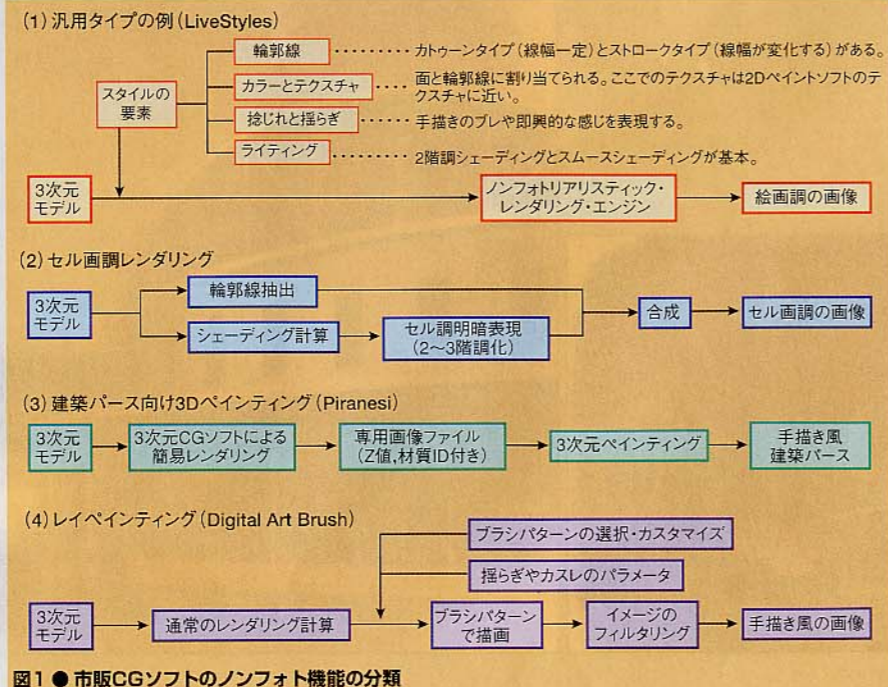 (1)汎用タイプの例(LiveStyles)
輪郭線 ‥‥‥‥ カトゥーンタイプ(線幅一定)とストロークタイプ(線幅が変化する)がある。
カラーとテクスチャ ‥‥ 面と輪郭線に割り当てられる。ここでのテクスチャは2Dペイントソフトのテ
クスチャに近い。
スタイルの
要素
捻じれと揺らぎ ‥‥‥ 手描きのブレや即興的な感じを表現する。
ライティング ‥‥‥‥ 2階調シェーディングとスムースシェーディングが基本。
3次元
モデル
ノンフォトリアリスティック・
レンダリング・エンジン
絵画調の画像
(2)セル画調レンダリング
3次元
モデル
輪郭線抽出
シェーディング計算
セル調明暗表現
(2〜3階調化)
合成
セル画調の画像
(3)建築パース向け3Dペインティング(Piranesi)
3次元
モデル
3次元CGソフトによる
簡易レンダリング
専用画像ファイル
(Z値,材質ID付き)
3次元ペインティング
手描き風
建築パース
(4)レイペインティング(Digital Art Brush)
ブラシパターンの選択・カスタマイズ
揺らぎやカスレのパラメータ
3次元
モデル
通常のレンダリング計算
ブラシパターン
で描画
イメージの
フィルタリング
手描き風の画像
図1●市販CGソフトのノンフォト機能の分類